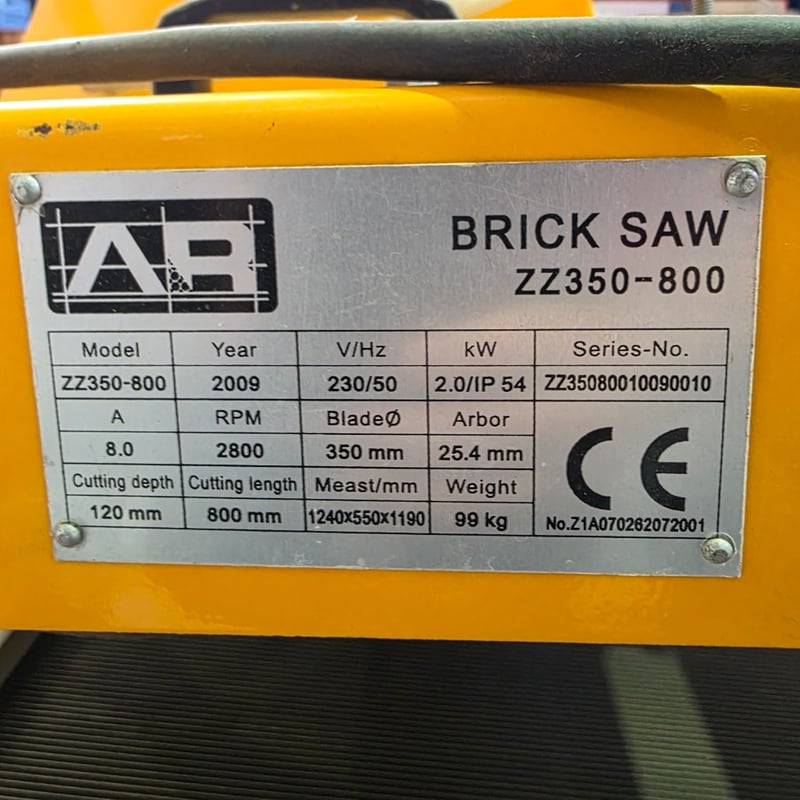 AB
BRICK SAW
ZZ350-800
Model Year V/Hz kW Series-No.
ZZ350-800 2009 230/50 2.0/IP 54 ZZ35080010090010
A RPM BladeØ Arbor
8.0 2800 350 mm 25.4 mm
Cutting depth Cutting length Meast/mm Weight
120 mm 800 mm 1240x550x1190 99 kg
CE
No.Z1A070262072001